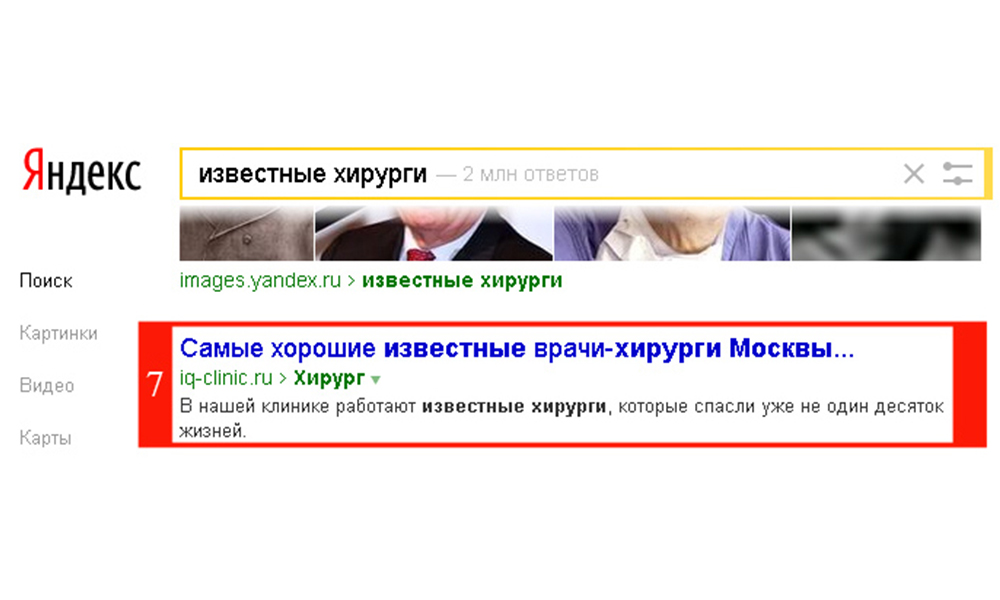 Яндекс
известные хирурги — 2 млн ответов
Поиск
images.yandex.ru > известные хирурги
Картинки
Видео
Карты
7
Самые хорошие известные врачи-хирурги Москвы...
iq-clinic.ru > Хирург
В нашей клинике работают известные хирурги, которые спасли уже не один десяток
жизней.